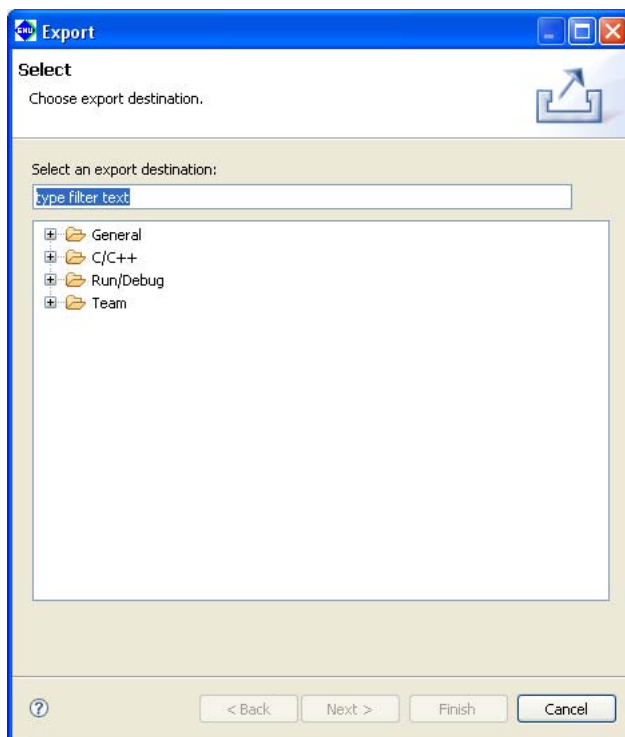 GNU Export
Select
Choose export destination.
Select an export destination:
type filter text
General
C/C++
Run/Debug
Team
? < Back Next > Finish Cancel